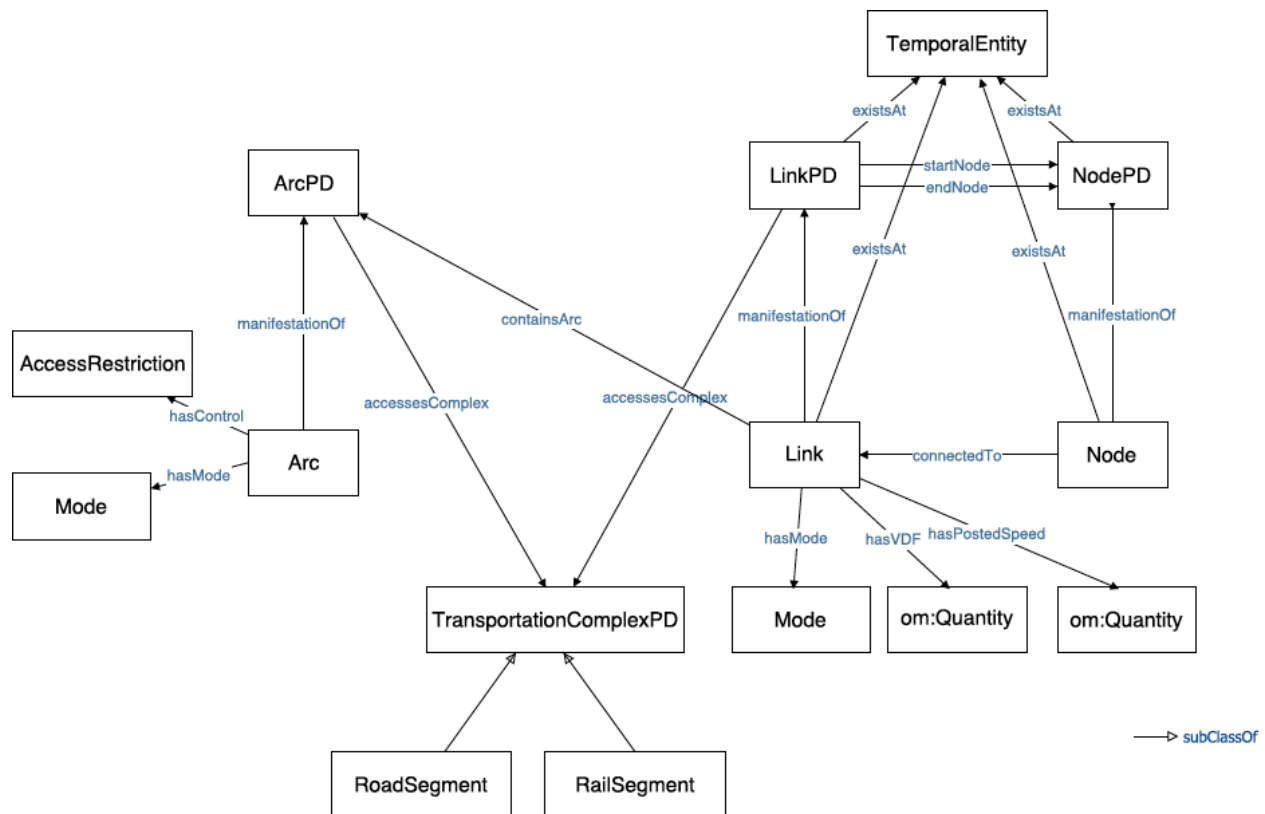 TemporalEntity
existsAt
existsAt
ArcPD
LinkPD
startNode
endNode
NodePD
existsAt
existsAt
manifestationOf
containsArc
manifestationOf
manifestationOf
AccessRestriction
accessesComplex
accessesComplex
hasControl
Arc
Link
connectedTo
Node
hasMode
Mode
hasMode
hasVDF
hasPostedSpeed
TransportationComplexPD
Mode
om:Quantity
om:Quantity
subClassOf
RoadSegment
RailSegment